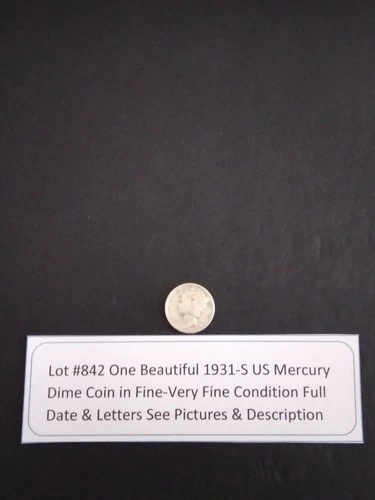 Lot #842 One Beautiful 1931-S US Mercury
Dime Coin in Fine-Very Fine Condition Full
Date & Letters See Pictures & Description